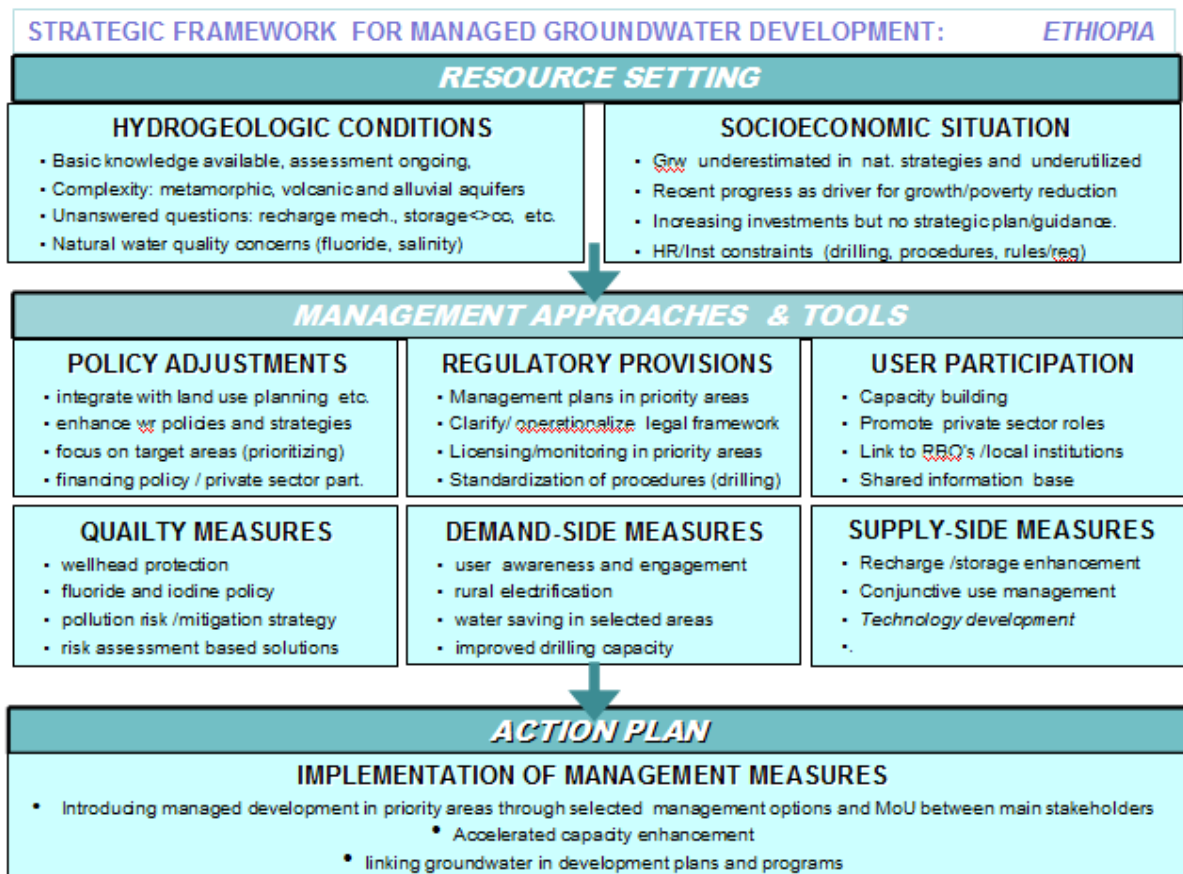 STRATEGIC FRAMEWORK FOR MANAGED GROUNDWATER DEVELOPMENT: ETHIOPIA
RESOURCE SETTING
HYDROGEOLOGIC CONDITIONS
▪ Basic knowledge available, assessment ongoing,
▪ Complexity: metamorphic, volcanic and alluvial aquifers
▪ Unanswered questions: recharge mech., storage<>cc, etc.
▪ Natural water quality concerns (fluoride, salinity)
SOCIOECONOMIC SITUATION
▪ Grw underestimated in nat. strategies and underutilized
▪ Recent progress as driver for growth/poverty reduction
▪ Increasing investments but no strategic plan/guidance.
▪ HR/Inst constraints (drilling, procedures, rules/reg)
MANAGEMENT APPROACHES & TOOLS
POLICY ADJUSTMENTS
▪ integrate with land use planning etc.
▪ enhance wr policies and strategies
▪ focus on target areas (prioritizing)
▪ financing policy / private sector part.
REGULATORY PROVISIONS
▪ Management plans in priority areas
▪ Clarify/ operationalize legal framework
▪ Licensing/monitoring in priority areas
▪ Standardization of procedures (drilling)
USER PARTICIPATION
▪ Capacity building
▪ Promote private sector roles
▪ Link to RBO's /local institutions
▪ Shared information base
QUAILTY MEASURES
▪ wellhead protection
▪ fluoride and iodine policy
▪ pollution risk /mitigation strategy
▪ risk assessment based solutions
DEMAND-SIDE MEASURES
▪ user awareness and engagement
▪ rural electrification
▪ water saving in selected areas
▪ improved drilling capacity
SUPPLY-SIDE MEASURES
▪ Recharge /storage enhancement
▪ Conjunctive use management
▪ Technology development
▪.
ACTION PLAN
IMPLEMENTATION OF MANAGEMENT MEASURES
• Introducing managed development in priority areas through selected management options and MoU between main stakeholders
• Accelerated capacity enhancement
• linking groundwater in development plans and programs